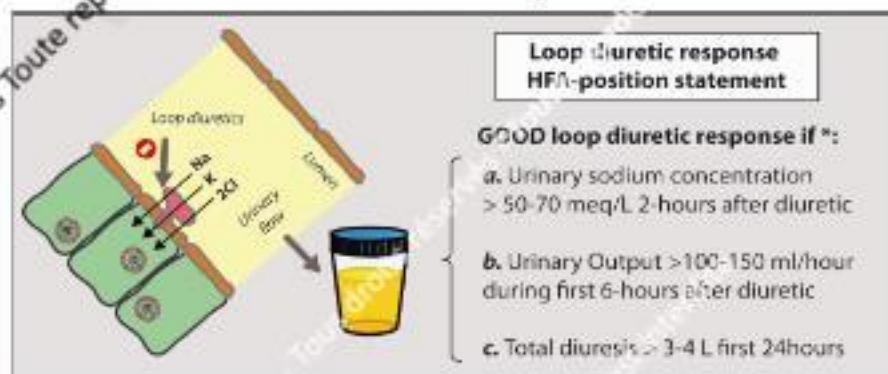 s Toute rep
Loop diuretic response
HFA-position statement
Loop diuretics
Na
K
2Cl
Lumen
Urinary
flow
GOOD loop diuretic response if *:
a. Urinary sodium concentration
> 50-70 meq/L 2-hours after diuretic
b. Urinary Output >100-150 ml/hour
during first 6-hours after diuretic
c. Total diuresis > 3-4 L first 24hours